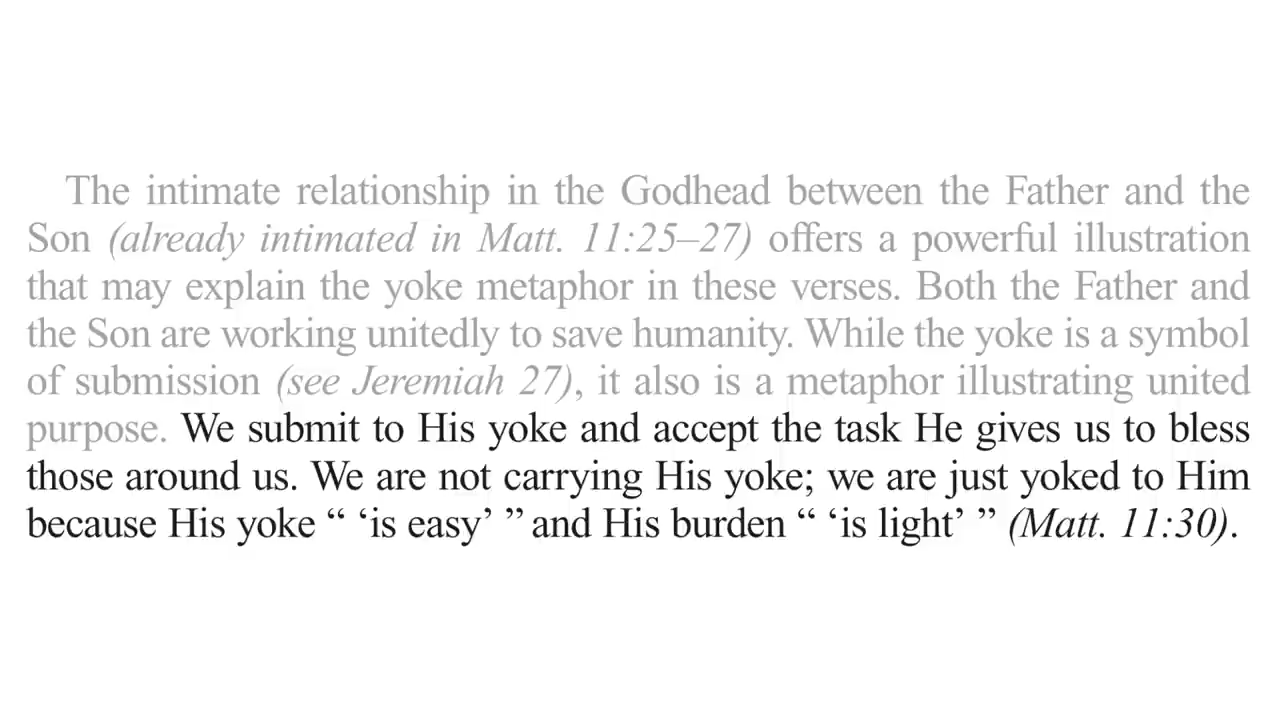 The intimate relationship in the Godhead between the Father and the
Son (already intimated in Matt. 11:25–27) offers a powerful illustration
that may explain the yoke metaphor in these verses. Both the Father and
the Son are working unitedly to save humanity. While the yoke is a symbol
of submission (see Jeremiah 27), it also is a metaphor illustrating united
purpose. We submit to His yoke and accept the task He gives us to bless
those around us. We are not carrying His yoke; we are just yoked to Him
because His yoke “ ‘is easy’ ” and His burden “ ‘is light’ ” (Matt. 11:30).